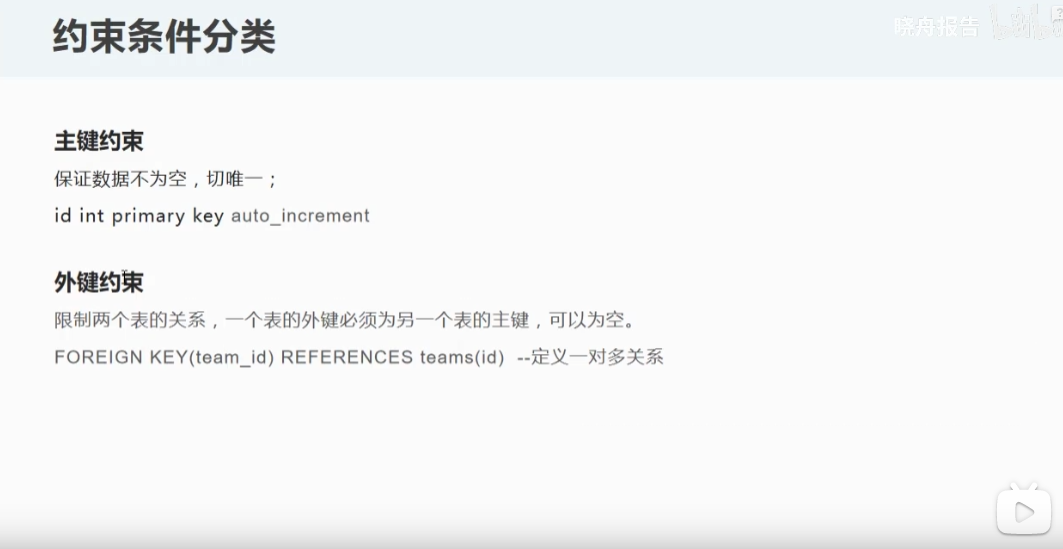 约束条件分类
晓舟报告
主键约束
保证数据不为空，切唯一；
id int primary key auto_increment
外键约束
限制两个表的关系，一个表的外键必须为另一个表的主键，可以为空。
FOREIGN KEY(team_id) REFERENCES teams(id)  --定义一对多关系